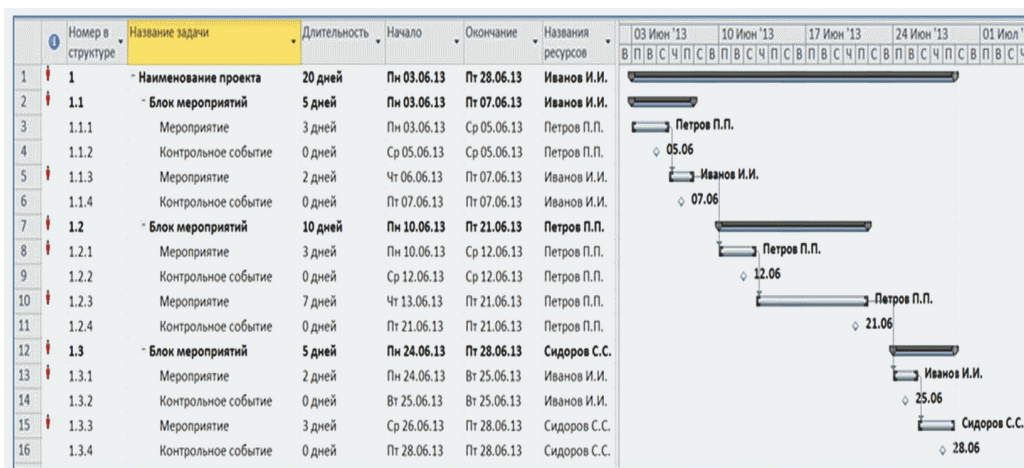 Номер в структуре Название задачи Длительность Начало Окончание Названия ресурсов 03 Июн '13 10 Июн '13 17 Июн '13 24 Июн '13 01 Июл '
В П В С Ч П С В П В С Ч П С В П В С Ч П С В П В С Ч П С В П В С Ч
1 1 Наименование проекта 20 дней Пн 03.06.13 Пт 28.06.13 Иванов И.И.
2 1.1 Блок мероприятий 5 дней Пн 03.06.13 Пт 07.06.13 Иванов И.И.
3 1.1.1 Мероприятие 3 дней Пн 03.06.13 Ср 05.06.13 Петров П.П. Петров П.П.
4 1.1.2 Контрольное событие 0 дней Ср 05.06.13 Ср 05.06.13 Петров П.П. 05.06
5 1.1.3 Мероприятие 2 дней Чт 06.06.13 Пт 07.06.13 Иванов И.И. Иванов И.И.
6 1.1.4 Контрольное событие 0 дней Пт 07.06.13 Пт 07.06.13 Иванов И.И. 07.06
7 1.2 Блок мероприятий 10 дней Пн 10.06.13 Пт 21.06.13 Петров П.П.
8 1.2.1 Мероприятие 3 дней Пн 10.06.13 Ср 12.06.13 Петров П.П. Петров П.П.
9 1.2.2 Контрольное событие 0 дней Ср 12.06.13 Ср 12.06.13 Петров П.П. 12.06
10 1.2.3 Мероприятие 7 дней Чт 13.06.13 Пт 21.06.13 Петров П.П. Петров П.П.
11 1.2.4 Контрольное событие 0 дней Пт 21.06.13 Пт 21.06.13 Петров П.П. 21.06
12 1.3 Блок мероприятий 5 дней Пн 24.06.13 Пт 28.06.13 Сидоров С.С.
13 1.3.1 Мероприятие 2 дней Пн 24.06.13 Вт 25.06.13 Иванов И.И. Иванов И.И.
14 1.3.2 Контрольное событие 0 дней Вт 25.06.13 Вт 25.06.13 Иванов И.И. 25.06
15 1.3.3 Мероприятие 3 дней Ср 26.06.13 Пт 28.06.13 Сидоров С.С. Сидоров С.С.
16 1.3.4 Контрольное событие 0 дней Пт 28.06.13 Пт 28.06.13 Сидоров С.С. 28.06